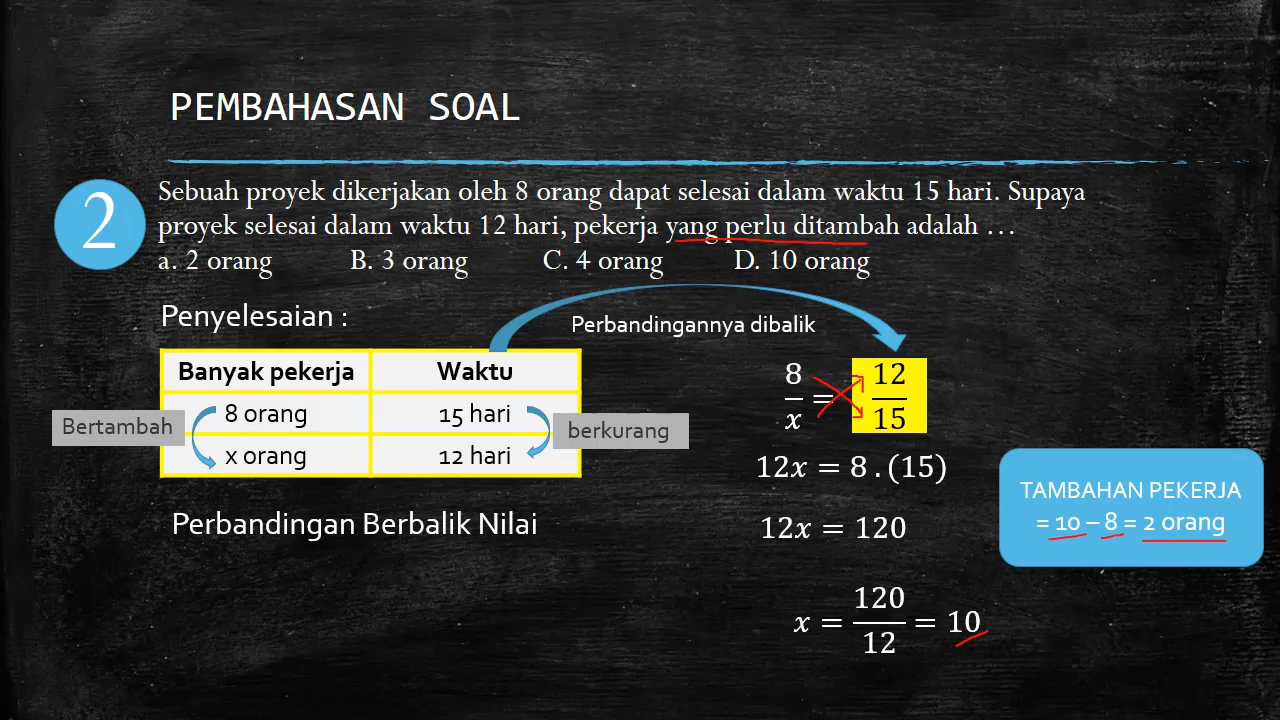 PEMBAHASAN SOAL
2
Sebuah proyek dikerjakan oleh 8 orang dapat selesai dalam waktu 15 hari. Supaya
proyek selesai dalam waktu 12 hari, pekerja yang perlu ditambah adalah …
a. 2 orang B. 3 orang C. 4 orang D. 10 orang
Penyelesaian :
Perbandingannya dibalik
Banyak pekerja Waktu
8 orang 15 hari
x orang 12 hari
Bertambah
berkurang
Perbandingan Berbalik Nilai
8/x = 12/15
12x = 8 . (15)
12x = 120
x = 120/12 = 10
TAMBAHAN PEKERJA
= 10 – 8 = 2 orang